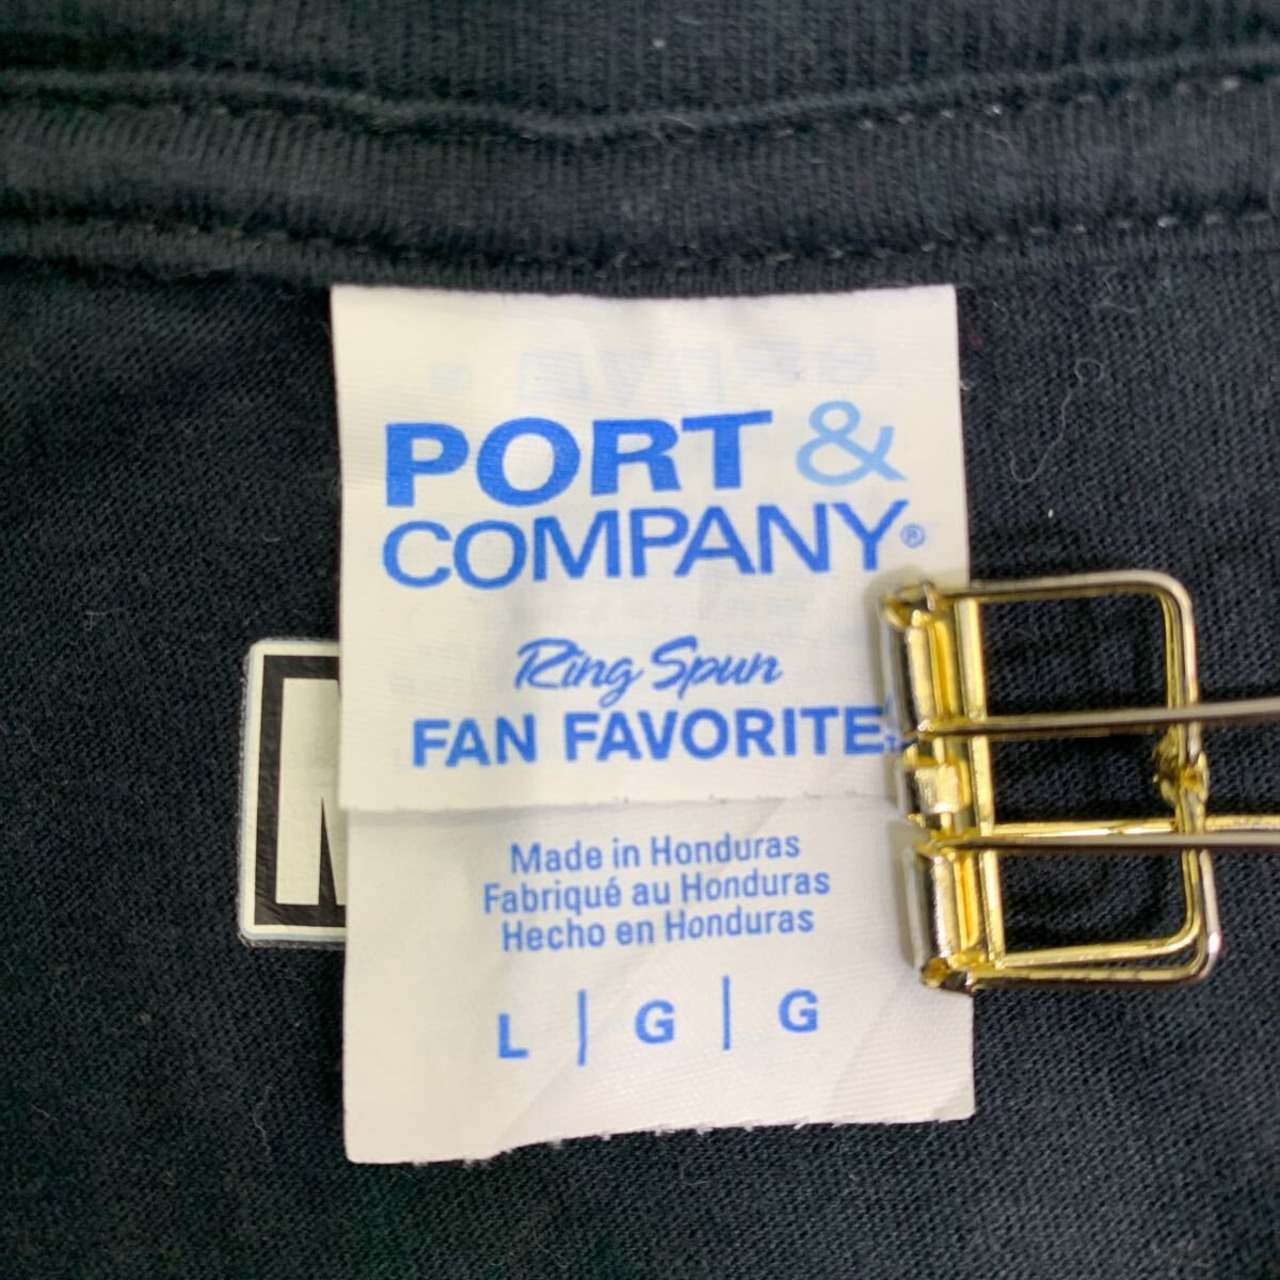 PORT &
COMPANY®
Ring Spun
FAN FAVORITE
Made in Honduras
Fabriqué au Honduras
Hecho en Honduras
L | G | G